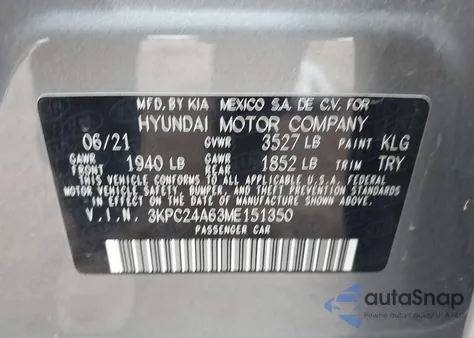 MFD. BY KIA MEXICO S.A. DE C.V. FOR
HYUNDAI MOTOR COMPANY
06/21 GVWR 3527 LB PAINT KLG
GAWR FRONT 1940 LB GAWR REAR 1852 LB TRIM TRY
THIS VEHICLE CONFORMS TO ALL APPLICABLE FEDERAL
MOTOR VEHICLE SAFETY, BUMPER, AND THEFT
PREVENTION STANDARDS IN EFFECT ON THE DATE OF
MANUFACTURE SHOWN ABOVE.
V.I.N. 3KPC24A63ME151350
PASSENGER CAR
autoSnap